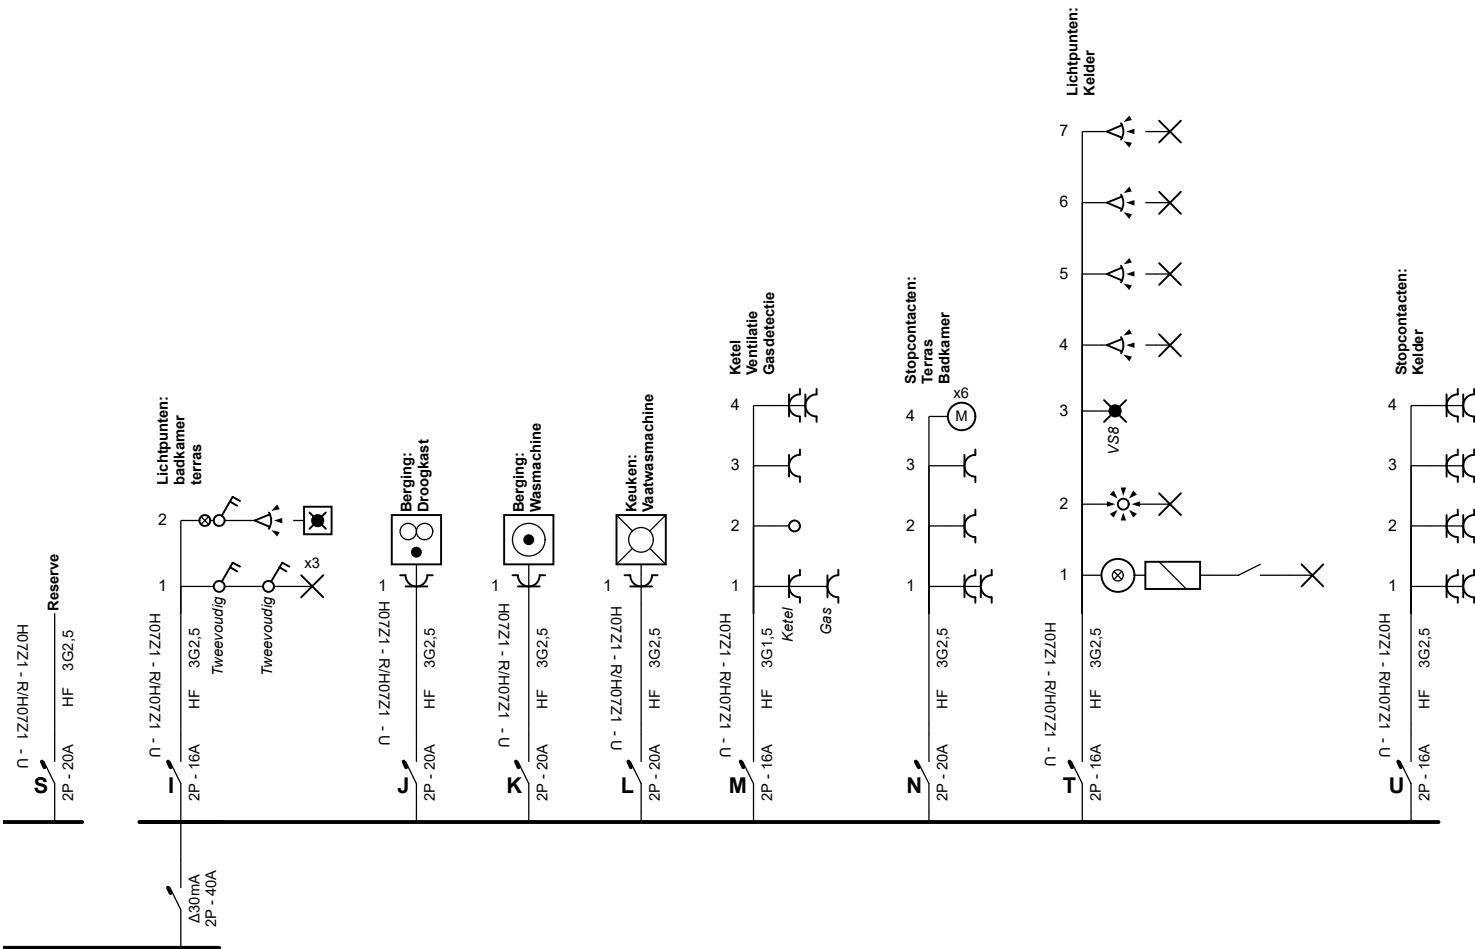 Reserve
H07Z1 - R/H07Z1 - U
HF 3G2,5
S
2P - 20A
Lichtpunten:
badkamer
terras
2
1
x3
Tweevoudig
Tweevoudig
H07Z1 - R/H07Z1 - U
HF 3G2,5
I
2P - 16A
Δ30mA
2P - 40A
Berging:
Droogkast
1
H07Z1 - R/H07Z1 - U
HF 3G2,5
J
2P - 20A
Berging:
Wasmachine
1
H07Z1 - R/H07Z1 - U
HF 3G2,5
K
2P - 20A
Keuken:
Vaatwasmachine
1
H07Z1 - R/H07Z1 - U
HF 3G2,5
L
2P - 20A
Ketel
Ventilatie
Gasdetectie
4
3
2
1
Ketel
Gas
H07Z1 - R/H07Z1 - U
HF 3G1,5
M
2P - 16A
Stopcontacten:
Terras
Badkamer
x6
4
M
3
2
1
H07Z1 - R/H07Z1 - U
HF 3G2,5
N
2P - 20A
Lichtpunten:
Kelder
7
6
5
4
3
VS8
2
1
H07Z1 - R/H07Z1 - U
HF 3G2,5
T
2P - 16A
Stopcontacten:
Kelder
4
3
2
1
H07Z1 - R/H07Z1 - U
HF 3G2,5
U
2P - 16A